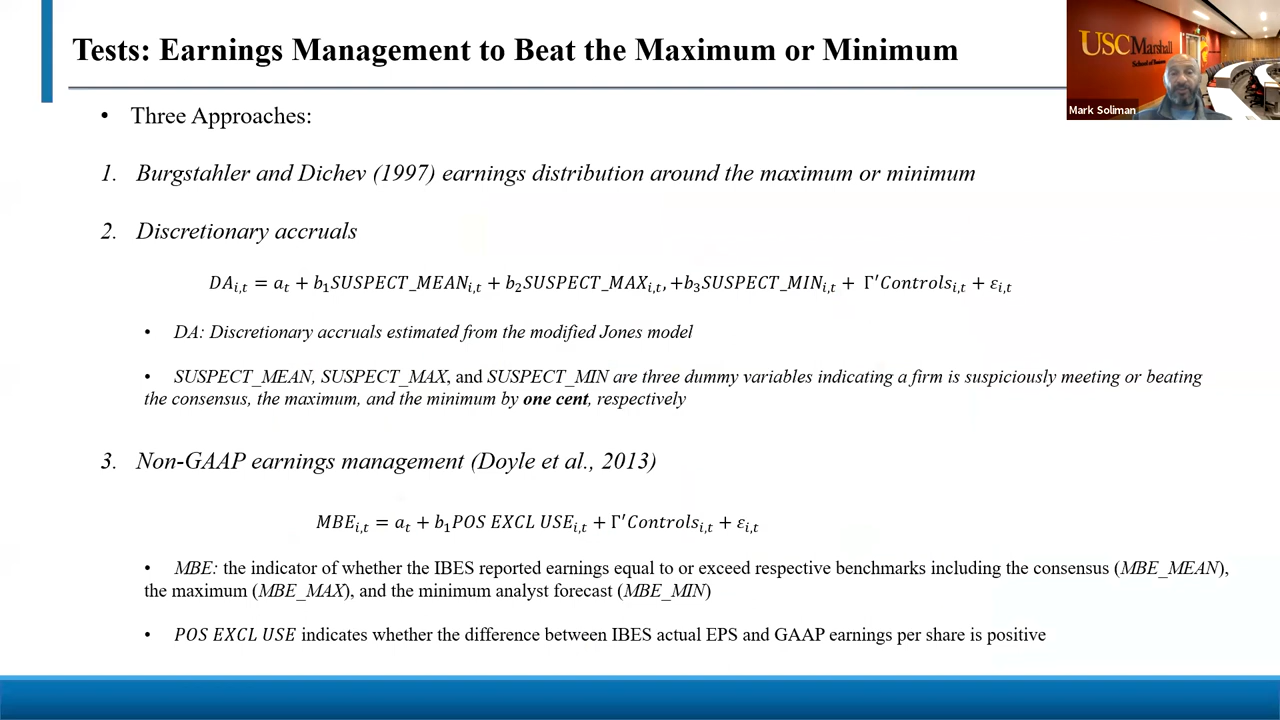 Tests: Earnings Management to Beat the Maximum or Minimum
USC Marshall
School of Business
Mark Soliman
• Three Approaches:
1. Burgstahler and Dichev (1997) earnings distribution around the maximum or minimum
2. Discretionary accruals
DA_{i,t} = a_t + b_1SUSPECT_MEAN_{i,t} + b_2SUSPECT_MAX_{i,t}, +b_3SUSPECT_MIN_{i,t} + Γ′Controls_{i,t} + ε_{i,t}
• DA: Discretionary accruals estimated from the modified Jones model
• SUSPECT_MEAN, SUSPECT_MAX, and SUSPECT_MIN are three dummy variables indicating a firm is suspiciously meeting or beating
the consensus, the maximum, and the minimum by one cent, respectively
3. Non-GAAP earnings management (Doyle et al., 2013)
MBE_{i,t} = a_t + b_1POS EXCL USE_{i,t} + Γ′Controls_{i,t} + ε_{i,t}
• MBE: the indicator of whether the IBES reported earnings equal to or exceed respective benchmarks including the consensus (MBE_MEAN),
the maximum (MBE_MAX), and the minimum analyst forecast (MBE_MIN)
• POS EXCL USE indicates whether the difference between IBES actual EPS and GAAP earnings per share is positive